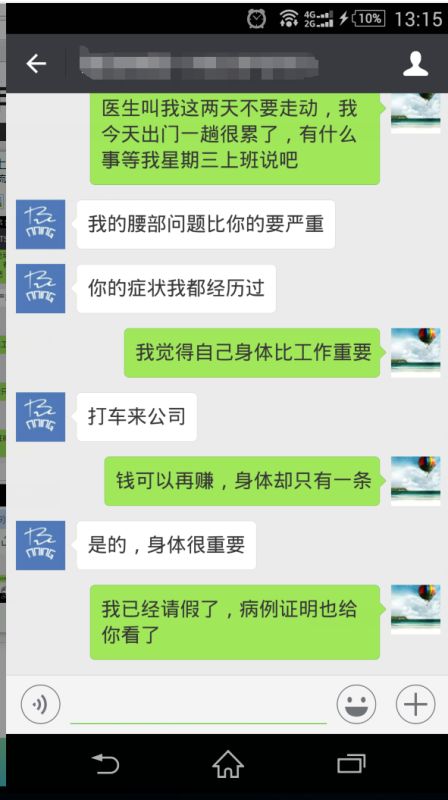 4G
2G
10%
13:15
医生叫我这两天不要走动，我
今天出门一趟很累了，有什么
事等我星期三上班说吧
我的腰部问题比你的要严重
你的症状我都经历过
我觉得自己身体比工作重要
打车来公司
钱可以再赚，身体却只有一条
是的，身体很重要
我已经请假了，病例证明也给
你看了